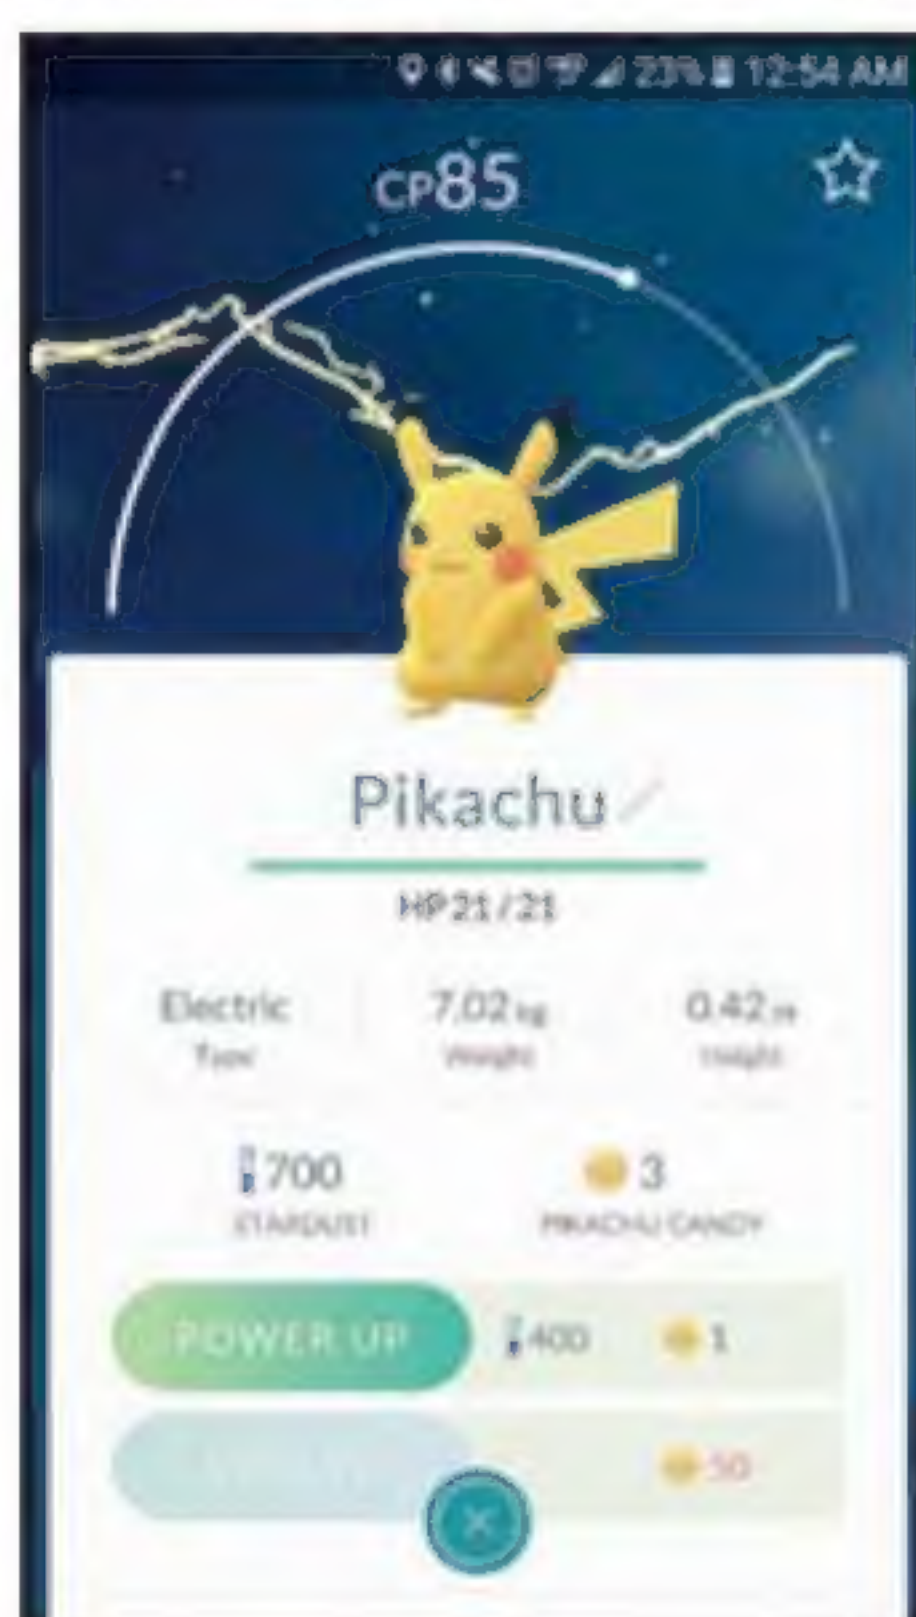 23% 12:54 AM
CP85
Pikachu
HP 21 / 21
Electric 7.02 kg 0.42 m
Type Weight Height
700 3
STARDUST PIKACHU CANDY
POWER UP 400 1
50